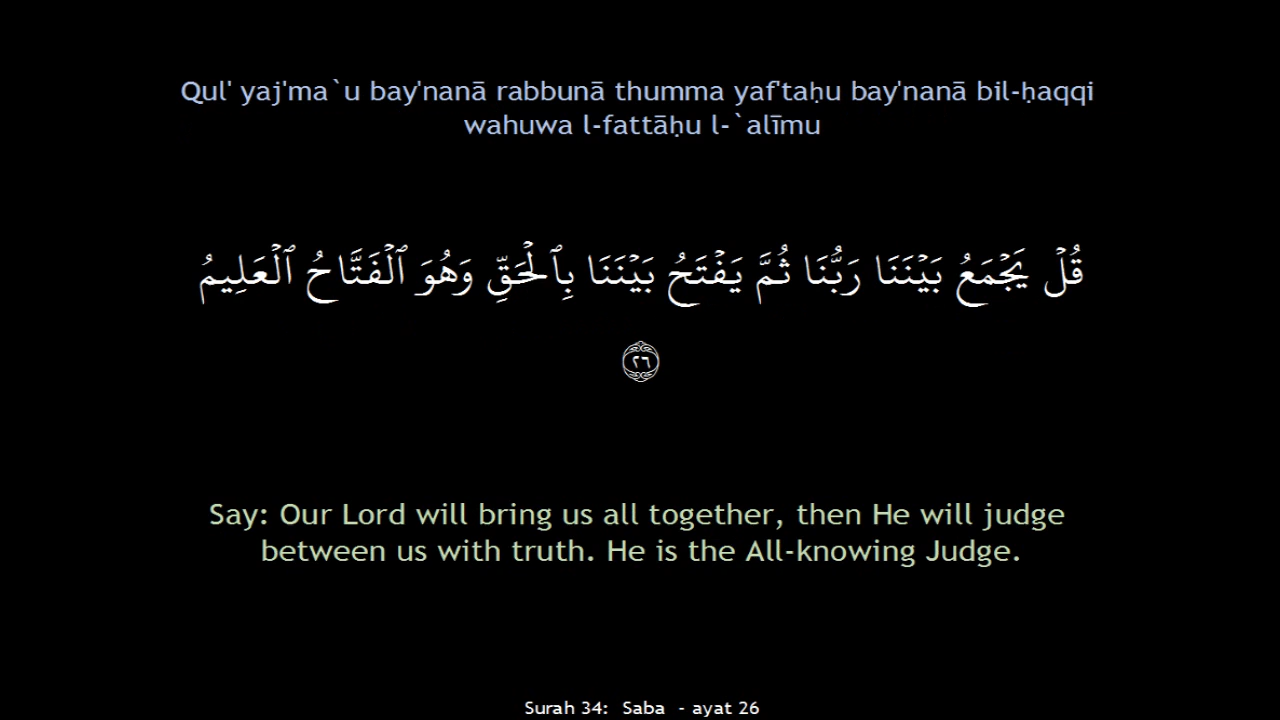 Qul' yaj'ma`u bay'nanā rabbunā thumma yaf'taḥu bay'nanā bil-ḥaqqi
wahuwa l-fattāḥu l-`alīmu
قُلۡ يَجۡمَعُ بَيۡنَنَا رَبُّنَا ثُمَّ يَفۡتَحُ بَيۡنَنَا بِٱلۡحَقِّ وَهُوَ ٱلۡفَتَّاحُ ٱلۡعَلِيمُ
٢٦
Say: Our Lord will bring us all together, then He will judge
between us with truth. He is the All-knowing Judge.
Surah 34:  Saba  - ayat 26